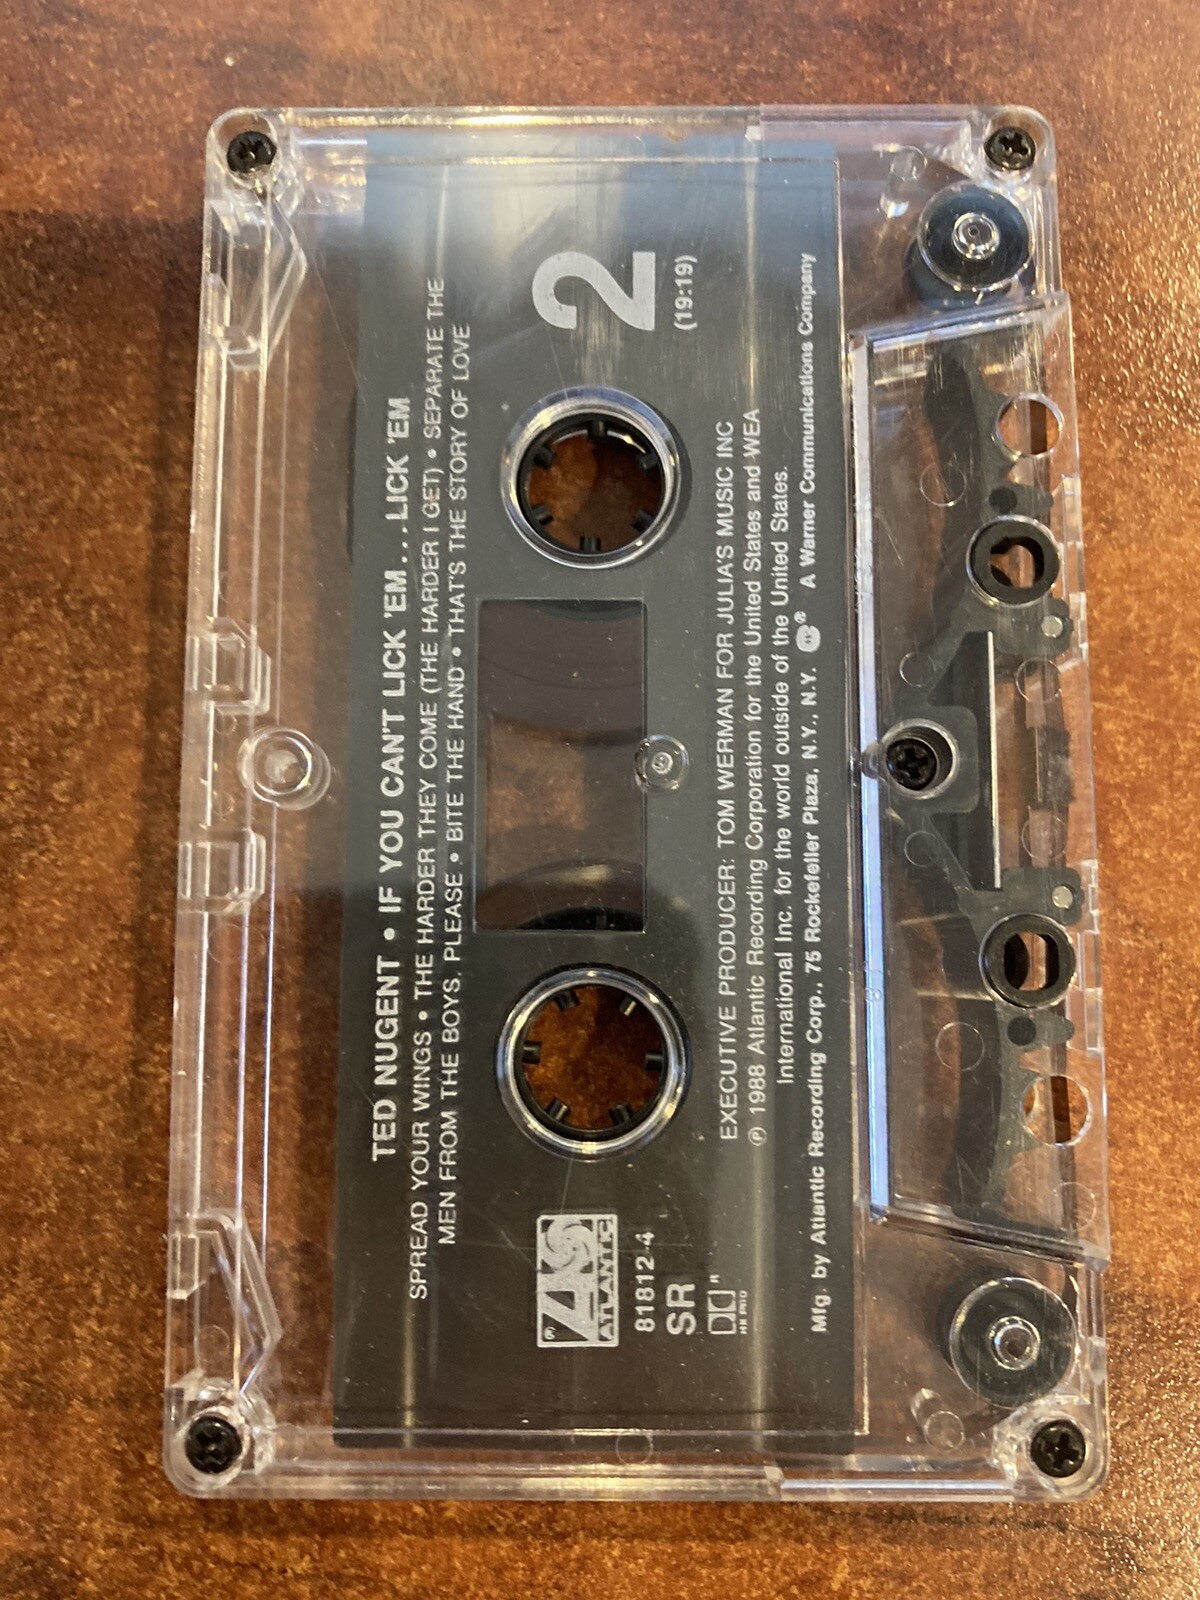 TED NUGENT • IF YOU CAN'T LICK 'EM...LICK 'EM
SPREAD YOUR WINGS • THE HARDER THEY COME (THE HARDER I GET) • SEPARATE THE
MEN FROM THE BOYS, PLEASE • BITE THE HAND • THAT'S THE STORY OF LOVE
2
(19:19)
® ATLANTIC
81812-4
SR
HX PRO
EXECUTIVE PRODUCER: TOM WERMAN FOR JULIA'S MUSIC INC
℗ 1988 Atlantic Recording Corporation for the United States and WEA
International Inc. for the world outside of the United States.
Mfg. by Atlantic Recording Corp., 75 Rockefeller Plaza, N.Y., N.Y. ® A Warner Communications Company